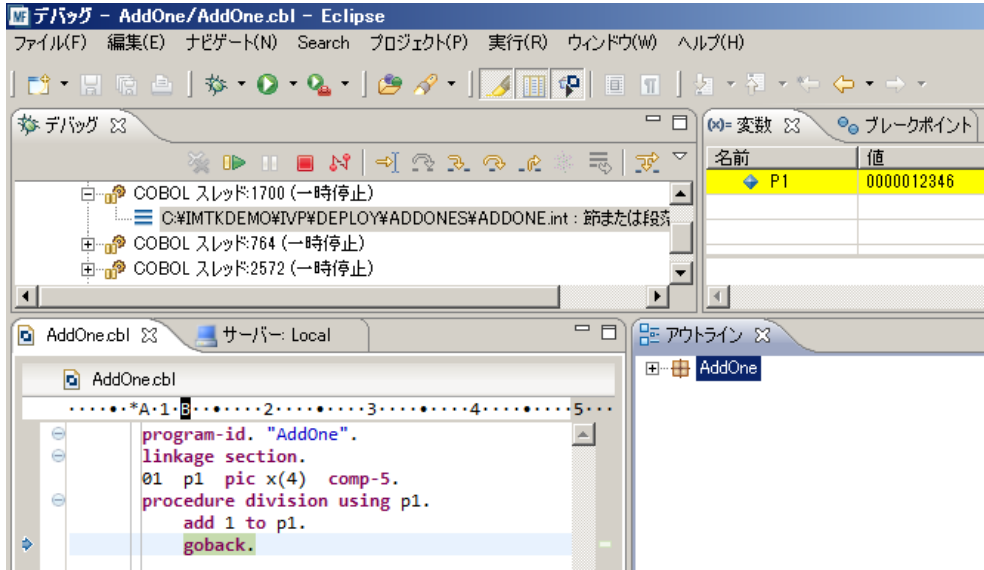 デバッグ - AddOne/AddOne.cbl - Eclipse
ファイル(F) 編集(E) ナビゲート(N) Search プロジェクト(P) 実行(R) ウィンドウ(W) ヘルプ(H)
デバッグ
(x)= 変数 ブレークポイント
名前 値
P1 0000012346
COBOL スレッド:1700 (一時停止)
C:¥IMTKDEMO¥IVP¥DEPLOY¥ADDONES¥ADDONE.int : 節または段落
COBOL スレッド:764 (一時停止)
COBOL スレッド:2572 (一時停止)
AddOne.cbl サーバー: Local
アウトライン
AddOne
AddOne.cbl
·····•·*A·1·B··•····2····•····3····•····4····•····5···
program-id. "AddOne".
linkage section.
01 p1 pic x(4) comp-5.
procedure division using p1.
add 1 to p1.
goback.